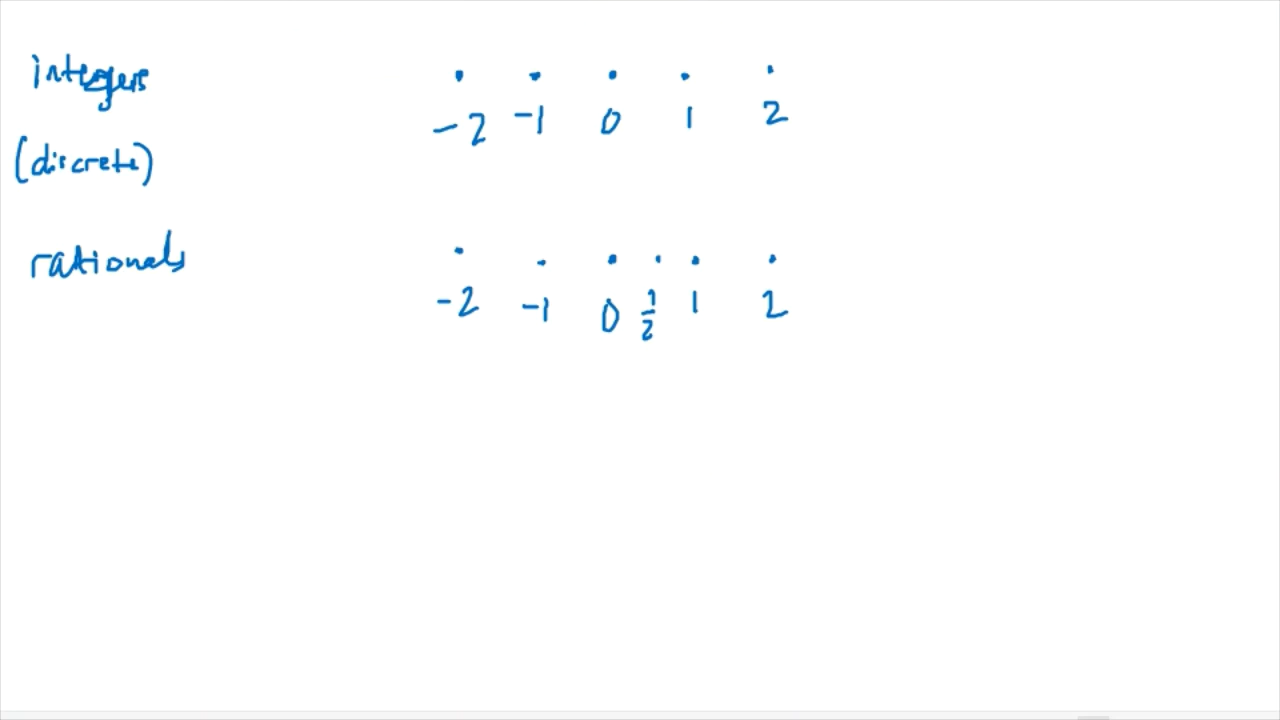 integers
-2 -1 0 1 2
(discrete)
rationals
-2 -1 0 1/2 1 2